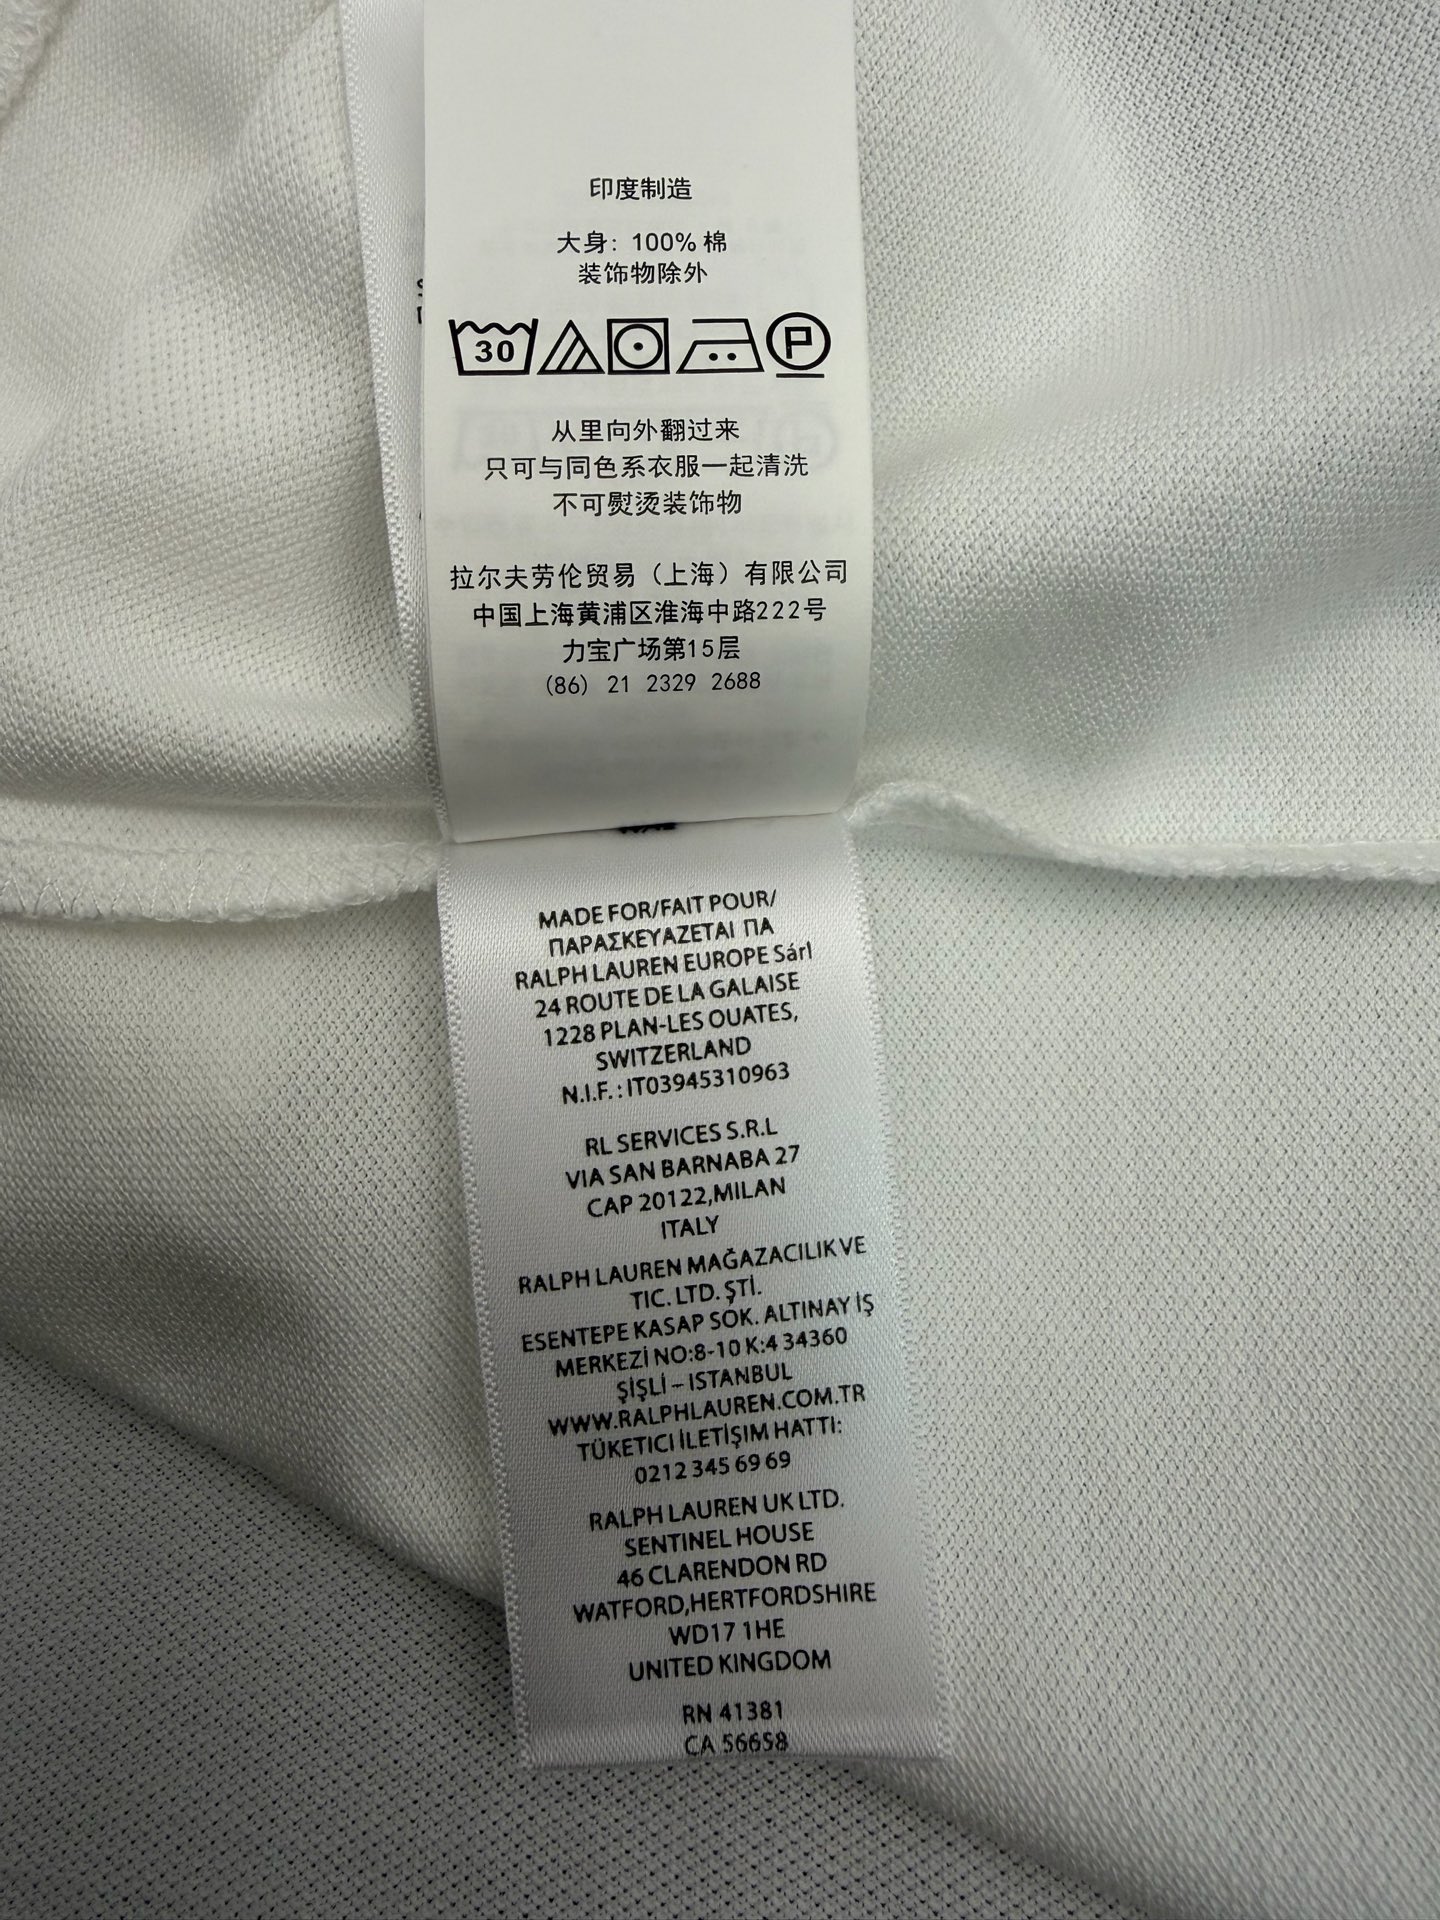 印度制造
大身: 100% 棉
装饰物除外
30 P
从里向外翻过来
只可与同色系衣服一起清洗
不可熨烫装饰物
拉尔夫劳伦贸易（上海）有限公司
中国上海黄浦区淮海中路222号
力宝广场第15层
(86) 21 2329 2688
MADE FOR/FAIT POUR/
ΠΑΡΑΣΚΕΥΑΖΕΤΑΙ ΠΑ
RALPH LAUREN EUROPE Sárl
24 ROUTE DE LA GALAISE
1228 PLAN-LES OUATES,
SWITZERLAND
N.I.F. : IT03945310963
RL SERVICES S.R.L
VIA SAN BARNABA 27
CAP 20122,MILAN
ITALY
RALPH LAUREN MAĞAZACILIK VE
TIC. LTD. ŞTİ.
ESENTEPE KASAP SOK. ALTINAY İŞ
MERKEZİ NO:8-10 K:4 34360
ŞİŞLİ – ISTANBUL
WWW.RALPHLAUREN.COM.TR
TÜKETICI İLETİŞIM HATTI:
0212 345 69 69
RALPH LAUREN UK LTD.
SENTINEL HOUSE
46 CLARENDON RD
WATFORD,HERTFORDSHIRE
WD17 1HE
UNITED KINGDOM
RN 41381
CA 56658